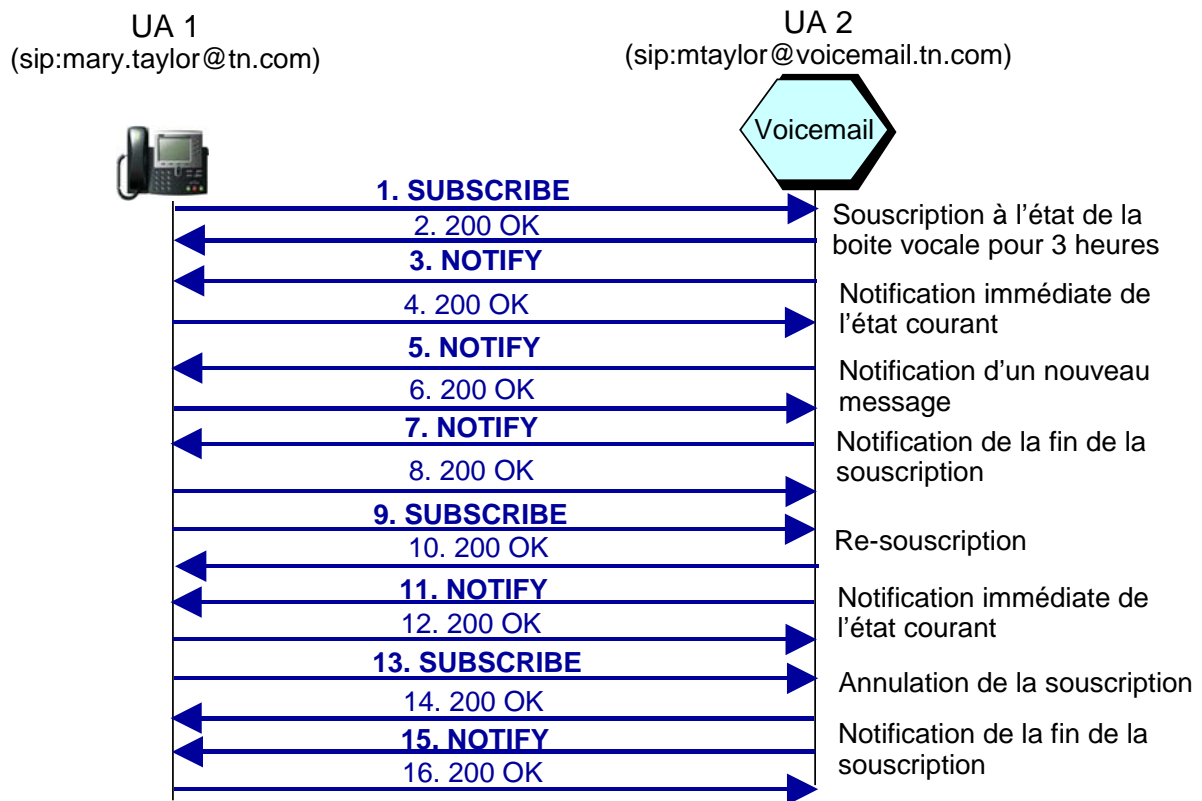 UA 1
(sip:mary.taylor@tn.com)
UA 2
(sip:mtaylor@voicemail.tn.com)
Voicemail
1. SUBSCRIBE
2. 200 OK
Souscription à l'état de la
boite vocale pour 3 heures
3. NOTIFY
4. 200 OK
Notification immédiate de
l'état courant
5. NOTIFY
6. 200 OK
Notification d'un nouveau
message
7. NOTIFY
8. 200 OK
Notification de la fin de la
souscription
9. SUBSCRIBE
10. 200 OK
Re-souscription
11. NOTIFY
12. 200 OK
Notification immédiate de
l'état courant
13. SUBSCRIBE
14. 200 OK
Annulation de la souscription
15. NOTIFY
16. 200 OK
Notification de la fin de la
souscription